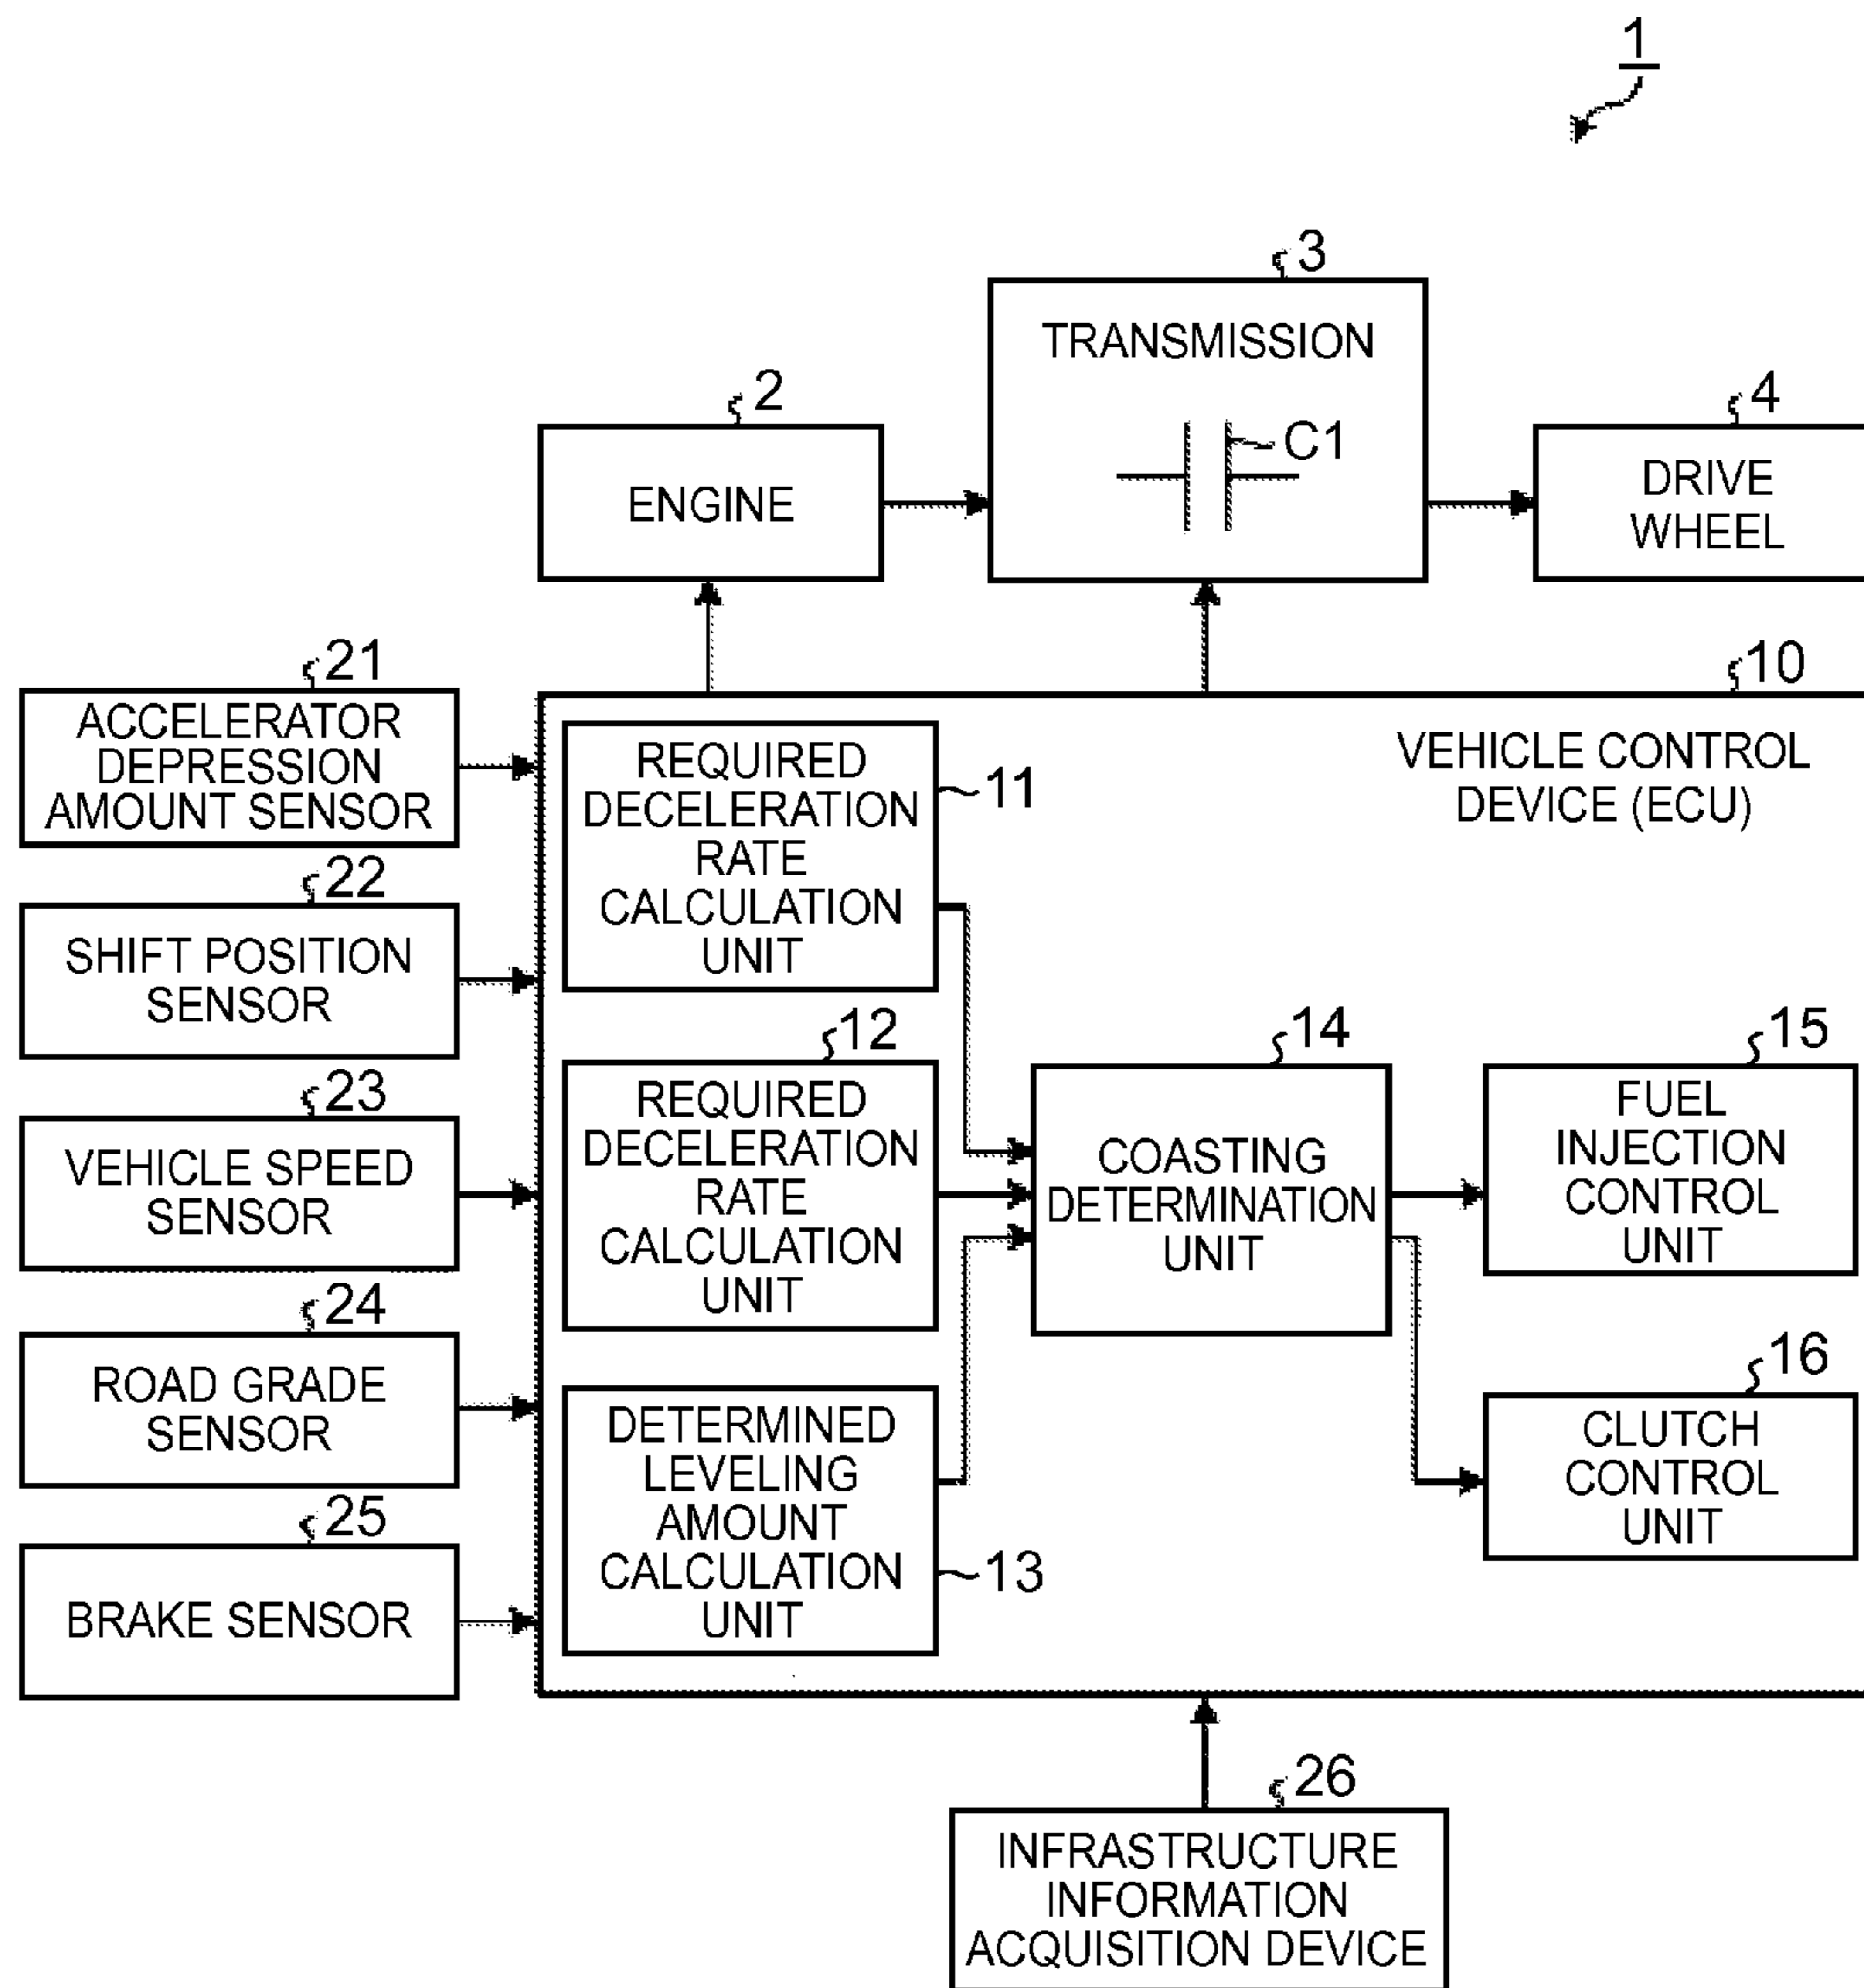 1
3
TRANSMISSION
C1
2
ENGINE
4
DRIVE
WHEEL
21
ACCELERATOR
DEPRESSION
AMOUNT SENSOR
22
SHIFT POSITION
SENSOR
23
VEHICLE SPEED
SENSOR
24
ROAD GRADE
SENSOR
25
BRAKE SENSOR
10
VEHICLE CONTROL
DEVICE (ECU)
REQUIRED
DECELERATION
RATE
CALCULATION
UNIT
11
12
REQUIRED
DECELERATION
RATE
CALCULATION
UNIT
DETERMINED
LEVELING
AMOUNT
CALCULATION
UNIT
13
14
COASTING
DETERMINATION
UNIT
15
FUEL
INJECTION
CONTROL
UNIT
16
CLUTCH
CONTROL
UNIT
26
INFRASTRUCTURE
INFORMATION
ACQUISITION DEVICE